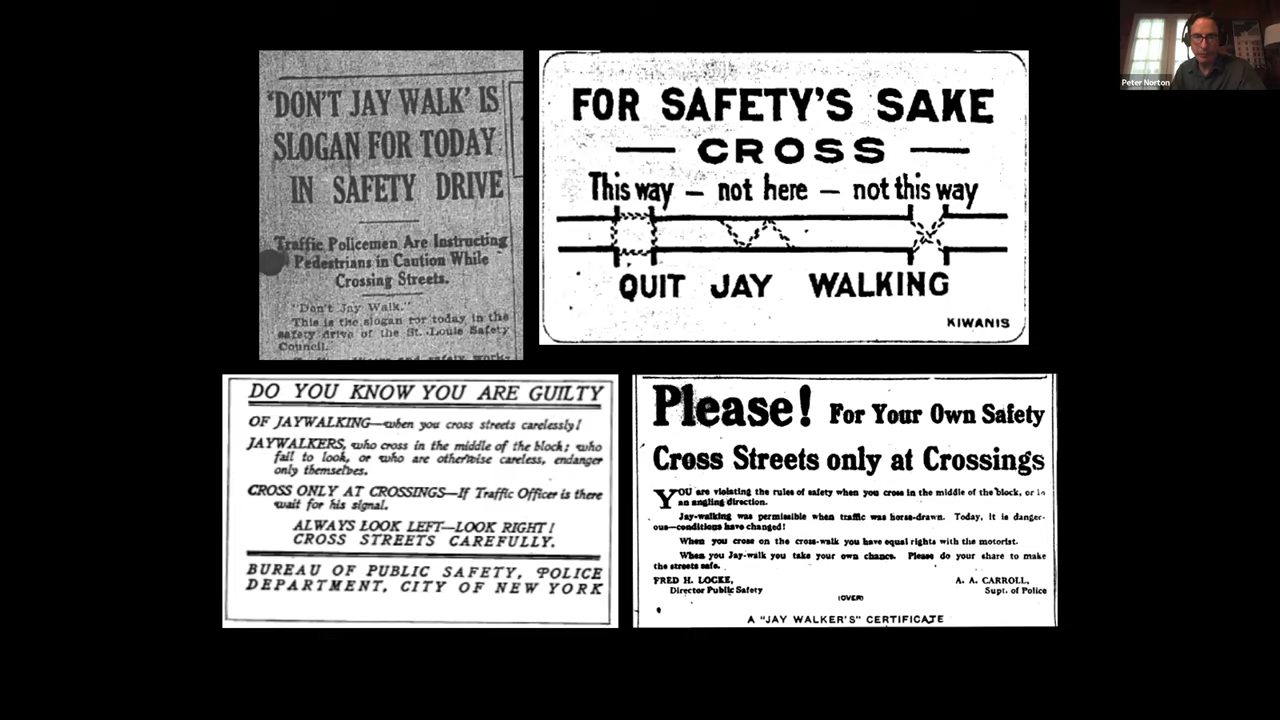 'DON'T JAY WALK' IS
SLOGAN FOR TODAY
IN SAFETY DRIVE
Traffic Policemen Are Instructing
Pedestrians in Caution While
Crossing Streets.
"Don't Jay Walk."
This is the slogan for today in the
safety drive of the St. Louis Safety
Council.
and safety work-
FOR SAFETY'S SAKE
— CROSS —
This way — not here — not this way
QUIT JAY WALKING
KIWANIS
DO YOU KNOW YOU ARE GUILTY
OF JAYWALKING—when you cross streets carelessly!
JAYWALKERS, who cross in the middle of the block; who
fail to look, or who are otherwise careless, endanger
only themselves.
CROSS ONLY AT CROSSINGS—If Traffic Officer is there
wait for his signal.
ALWAYS LOOK LEFT—LOOK RIGHT!
CROSS STREETS CAREFULLY.
BUREAU OF PUBLIC SAFETY, POLICE
DEPARTMENT, CITY OF NEW YORK
Please! For Your Own Safety
Cross Streets only at Crossings
YOU are violating the rules of safety when you cross in the middle of the block, or in
an angling direction.
Jay-walking was permissible when traffic was horse-drawn. Today, it is danger-
ous—conditions have changed!
When you cross on the cross-walk you have equal rights with the motorist.
When you Jay-walk you take your own chance. Please do your share to make
the streets safe.
FRED H. LOCKE,
Director Public Safety
A. A. CARROLL,
Supt. of Police
(OVER)
A "JAY WALKER'S" CERTIFICATE
Peter Norton